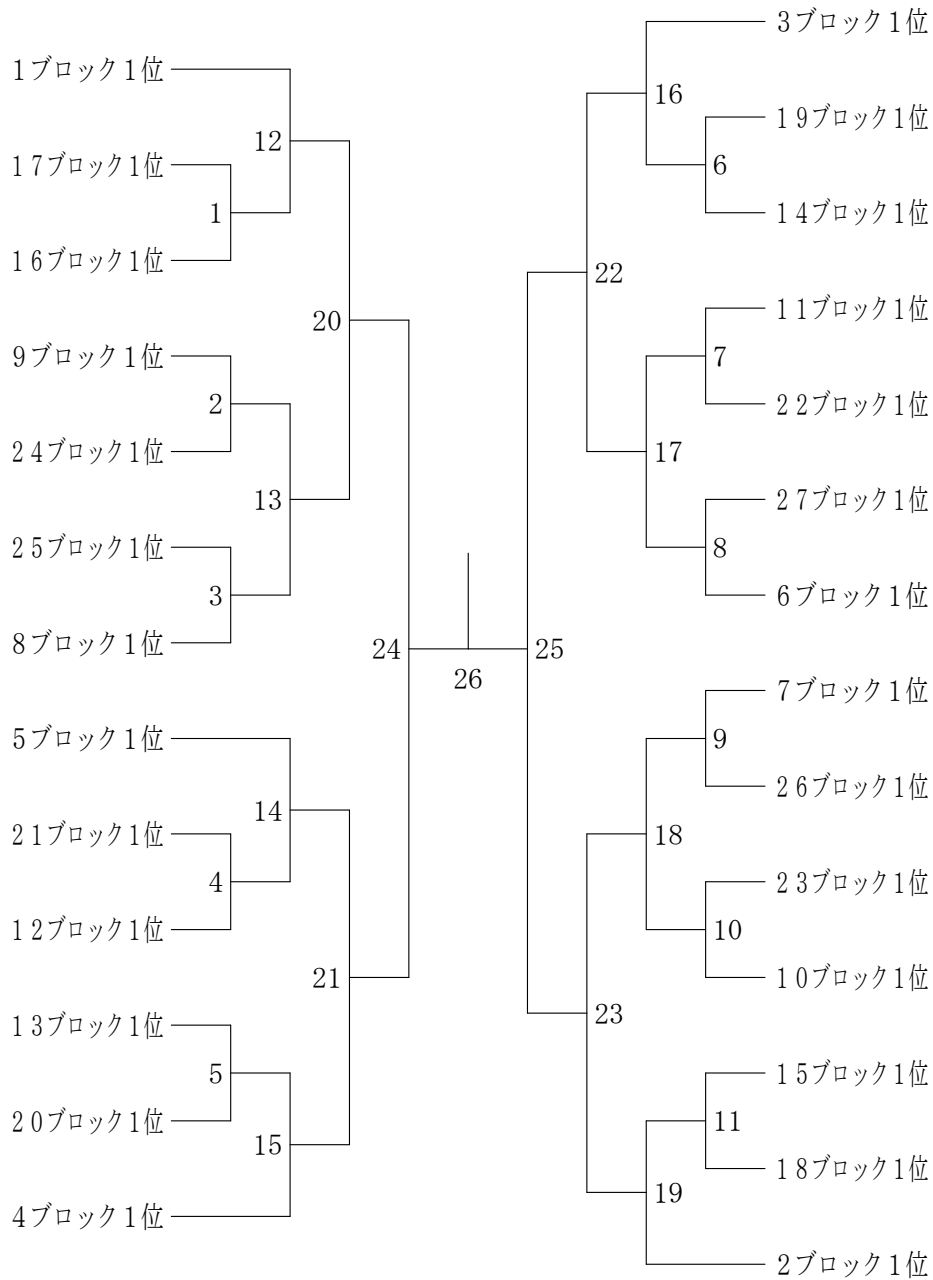 1ブロック1位
12
17ブロック1位
1
16ブロック1位
20
9ブロック1位
2
24ブロック1位
13
25ブロック1位
3
8ブロック1位
24
26
5ブロック1位
14
21ブロック1位
4
12ブロック1位
21
13ブロック1位
5
20ブロック1位
15
4ブロック1位
3ブロック1位
16
19ブロック1位
6
14ブロック1位
22
11ブロック1位
7
22ブロック1位
17
27ブロック1位
8
6ブロック1位
25
7ブロック1位
9
26ブロック1位
18
23ブロック1位
10
10ブロック1位
23
15ブロック1位
11
18ブロック1位
19
2ブロック1位